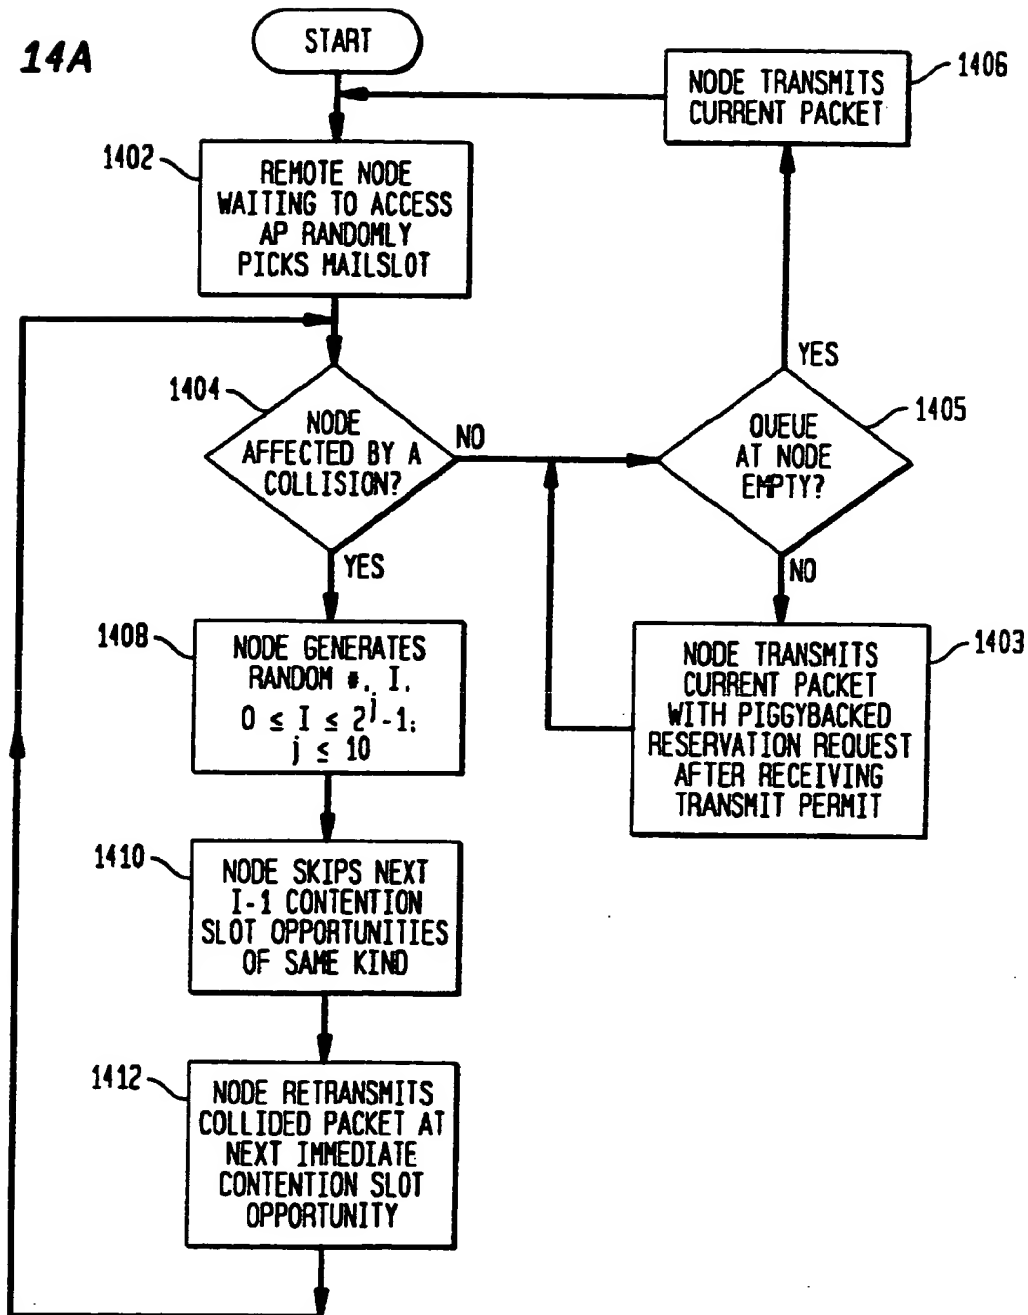 14A
START
1402
REMOTE NODE
WAITING TO ACCESS
AP RANDOMLY
PICKS MAILSLOT
1404
NODE
AFFECTED BY A
COLLISION?
NO
YES
1405
QUEUE
AT NODE
EMPTY?
YES
NO
1406
NODE TRANSMITS
CURRENT PACKET
1403
NODE TRANSMITS
CURRENT PACKET
WITH PIGGYBACKED
RESERVATION REQUEST
AFTER RECEIVING
TRANSMIT PERMIT
1408
NODE GENERATES
RANDOM #, I,
0 ≤ I ≤ 2^j-1;
j ≤ 10
1410
NODE SKIPS NEXT
I-1 CONTENTION
SLOT OPPORTUNITIES
OF SAME KIND
1412
NODE RETRANSMITS
COLLIDED PACKET AT
NEXT IMMEDIATE
CONTENTION SLOT
OPPORTUNITY